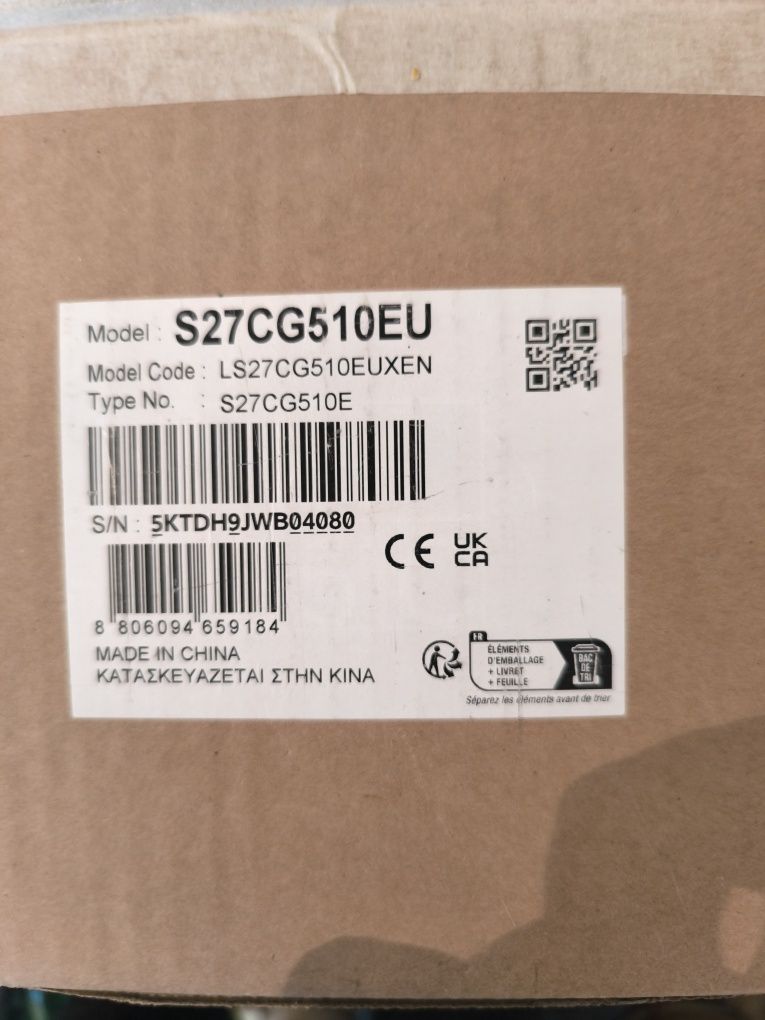 Model : S27CG510EU
Model Code : LS27CG510EUXEN
Type No. : S27CG510E
S/N : 5KTDH9JWB04080
CE UK
CA
8 806094 659184
MADE IN CHINA
ΚΑΤΑΣΚΕΥΑΖΕΤΑΙ ΣΤΗΝ ΚΙΝΑ
FR
ÉLÉMENTS
D'EMBALLAGE
+ LIVRET
+ FEUILLE
BAC
DE
TRI
Séparez les éléments avant de trier